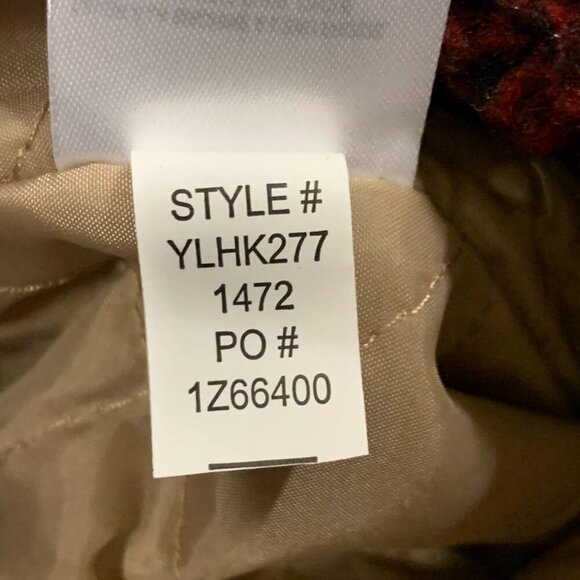 STYLE #
YLHK277
1472
PO #
1Z66400